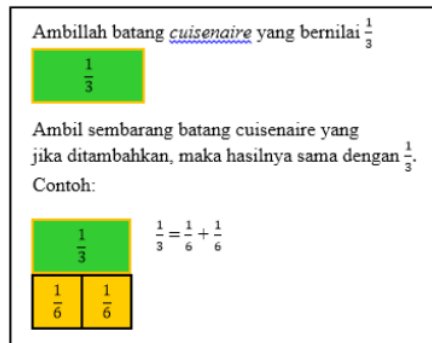 Ambillah batang cuisenaire yang bernilai 1/3
1/3
Ambil sembarang batang cuisenaire yang
jika ditambahkan, maka hasilnya sama dengan 1/3.
Contoh:
1/3
1/3 = 1/6 + 1/6
1/6 1/6